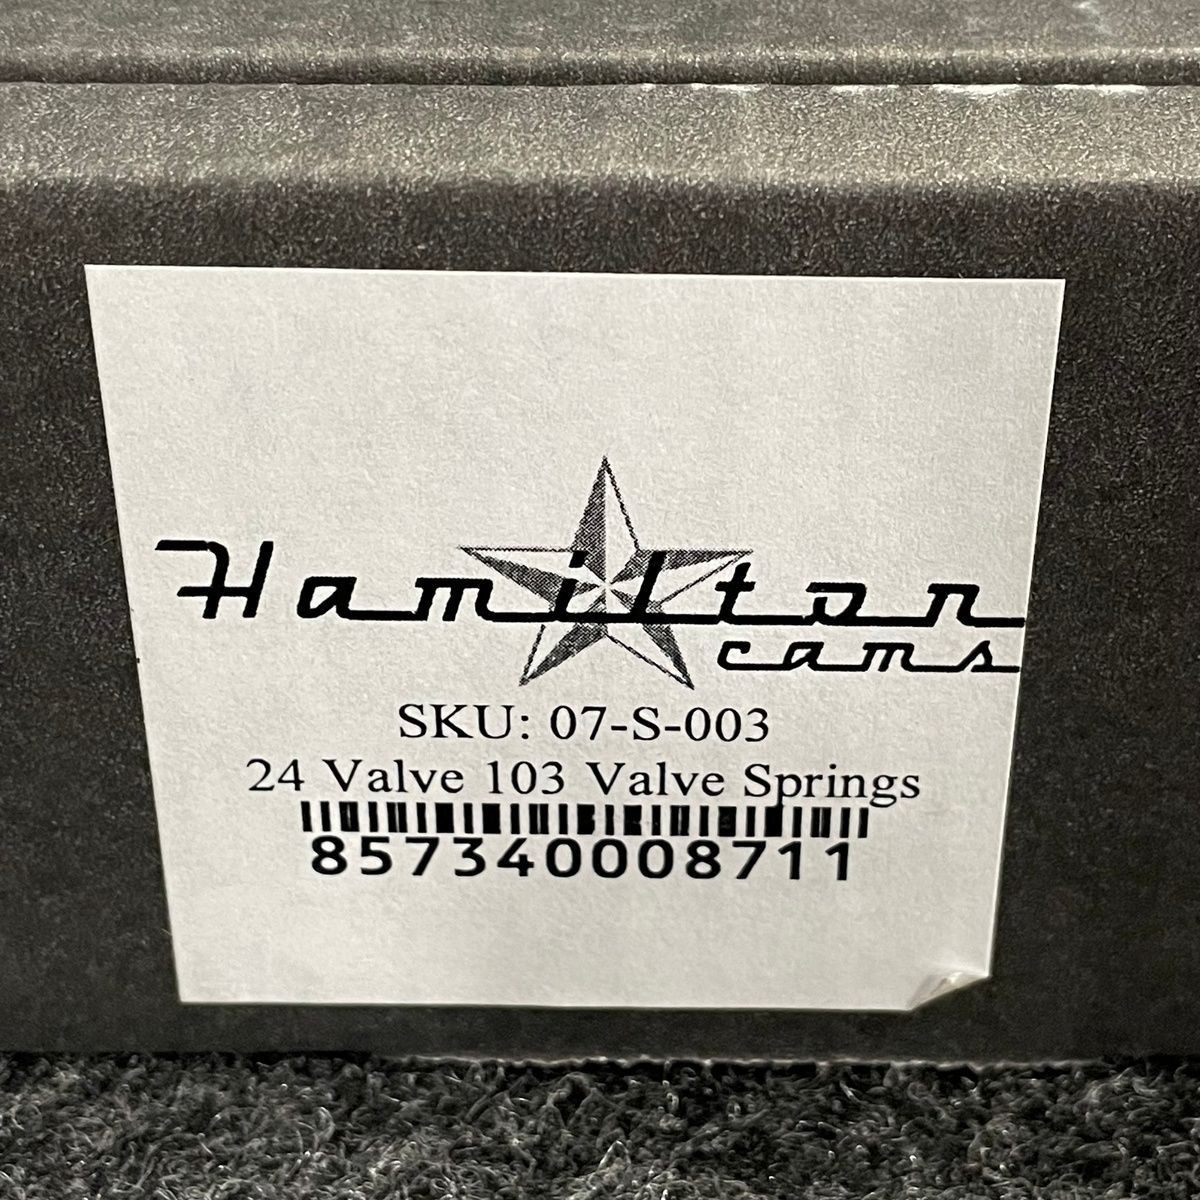 Hamilton
cams
SKU: 07-S-003
24 Valve 103 Valve Springs
857340008711